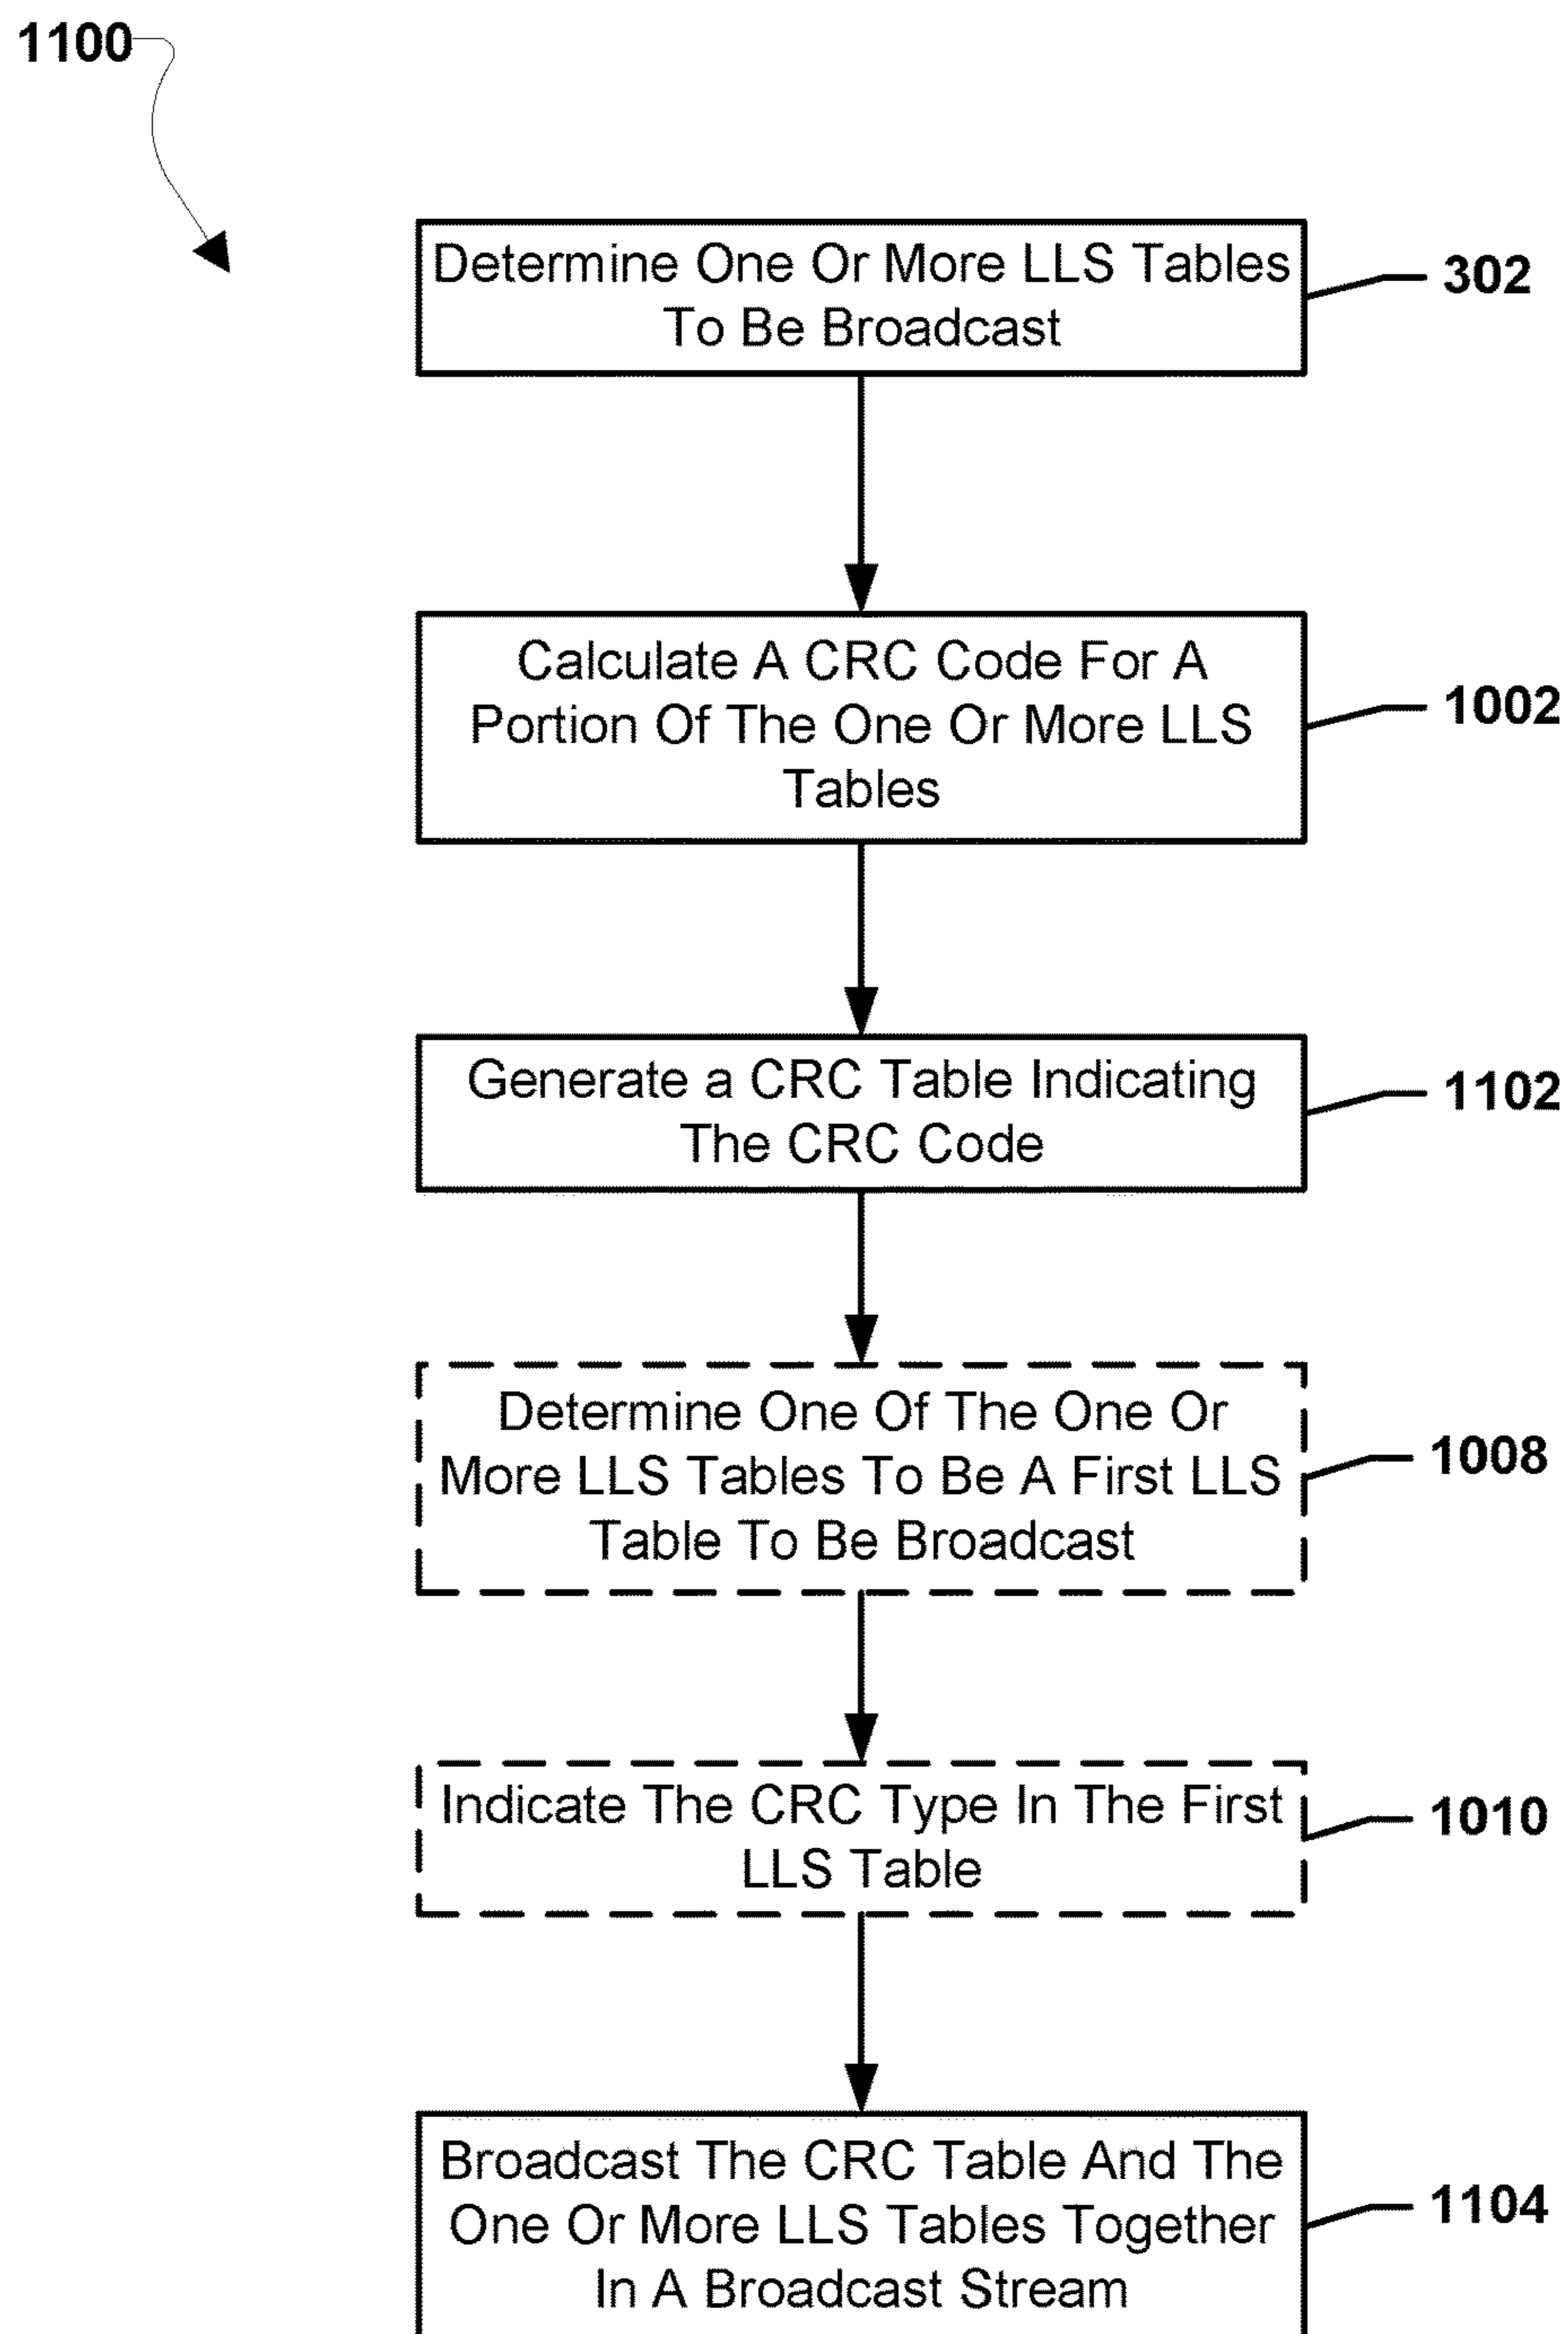 1100
Determine One Or More LLS Tables
To Be Broadcast
302
Calculate A CRC Code For A
Portion Of The One Or More LLS
Tables
1002
Generate a CRC Table Indicating
The CRC Code
1102
Determine One Of The One Or
More LLS Tables To Be A First LLS
Table To Be Broadcast
1008
Indicate The CRC Type In The First
LLS Table
1010
Broadcast The CRC Table And The
One Or More LLS Tables Together
In A Broadcast Stream
1104